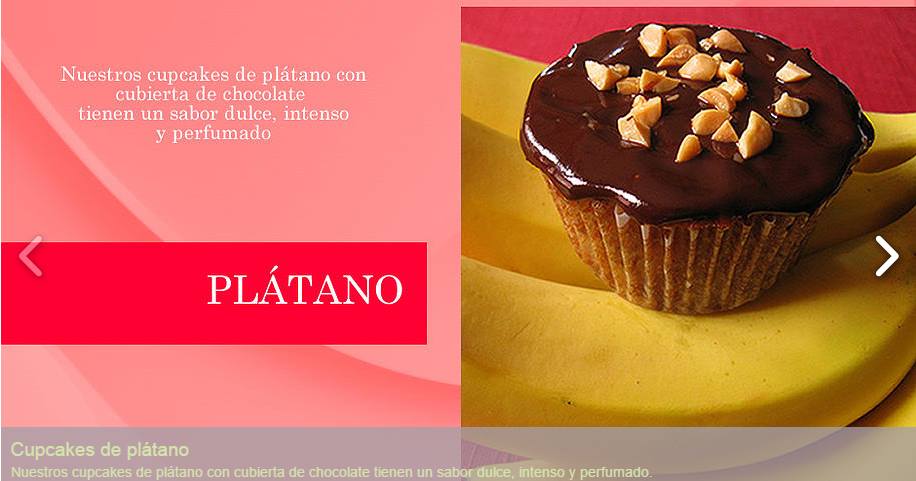 Nuestros cupcakes de plátano con
cubierta de chocolate
tienen un sabor dulce, intenso
y perfumado
PLÁTANO
Cupcakes de plátano
Nuestros cupcakes de plátano con cubierta de chocolate tienen un sabor dulce, intenso y perfumado.